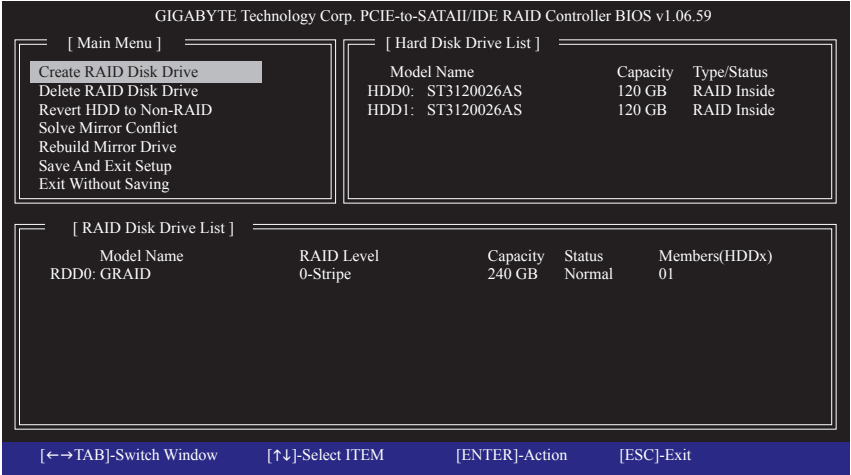 GIGABYTE Technology Corp. PCIE-to-SATAII/IDE RAID Controller BIOS v1.06.59
[ Main Menu ]
Create RAID Disk Drive
Delete RAID Disk Drive
Revert HDD to Non-RAID
Solve Mirror Conflict
Rebuild Mirror Drive
Save And Exit Setup
Exit Without Saving
[ Hard Disk Drive List ]
Model Name Capacity Type/Status
HDD0: ST3120026AS 120 GB RAID Inside
HDD1: ST3120026AS 120 GB RAID Inside
[ RAID Disk Drive List ]
Model Name RAID Level Capacity Status Members(HDDx)
RDD0: GRAID 0-Stripe 240 GB Normal 01
[←→TAB]-Switch Window [↑↓]-Select ITEM [ENTER]-Action [ESC]-Exit